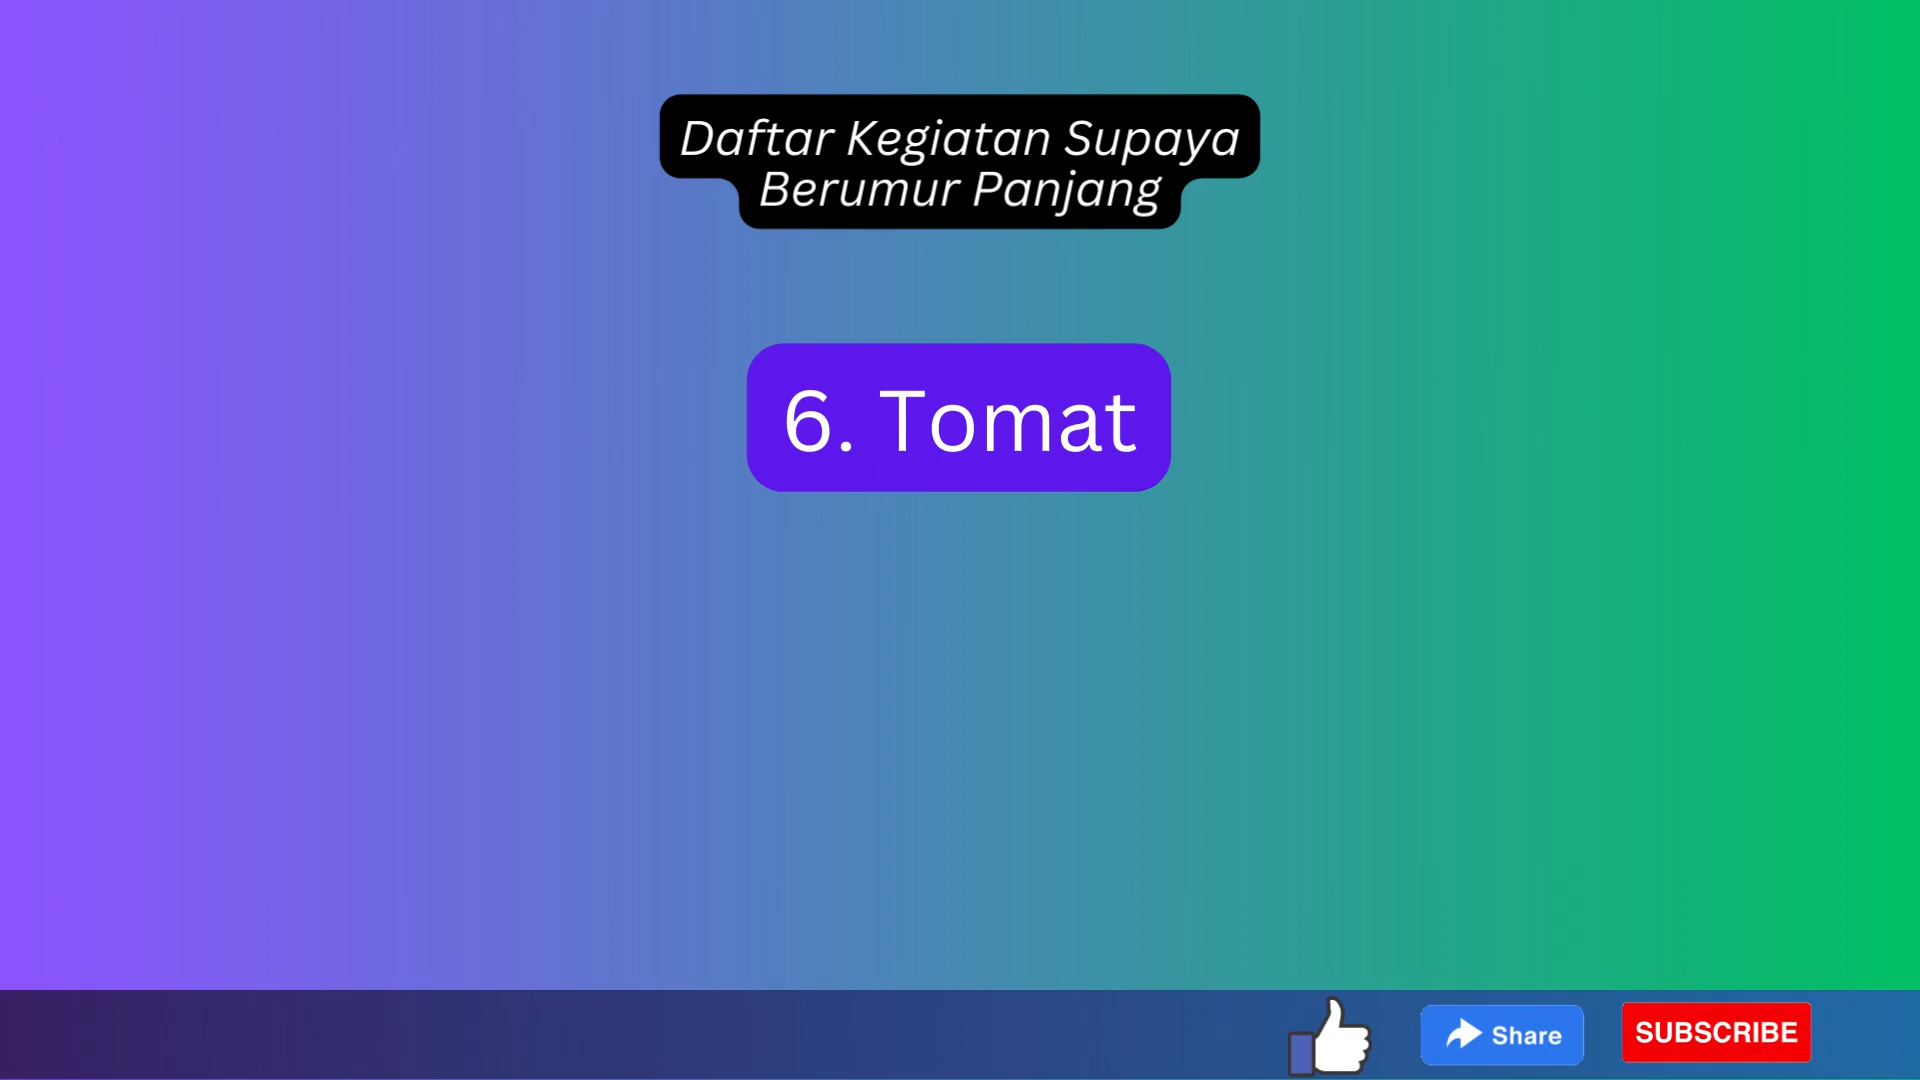 Daftar Kegiatan Supaya
Berumur Panjang
6. Tomat
Share
SUBSCRIBE